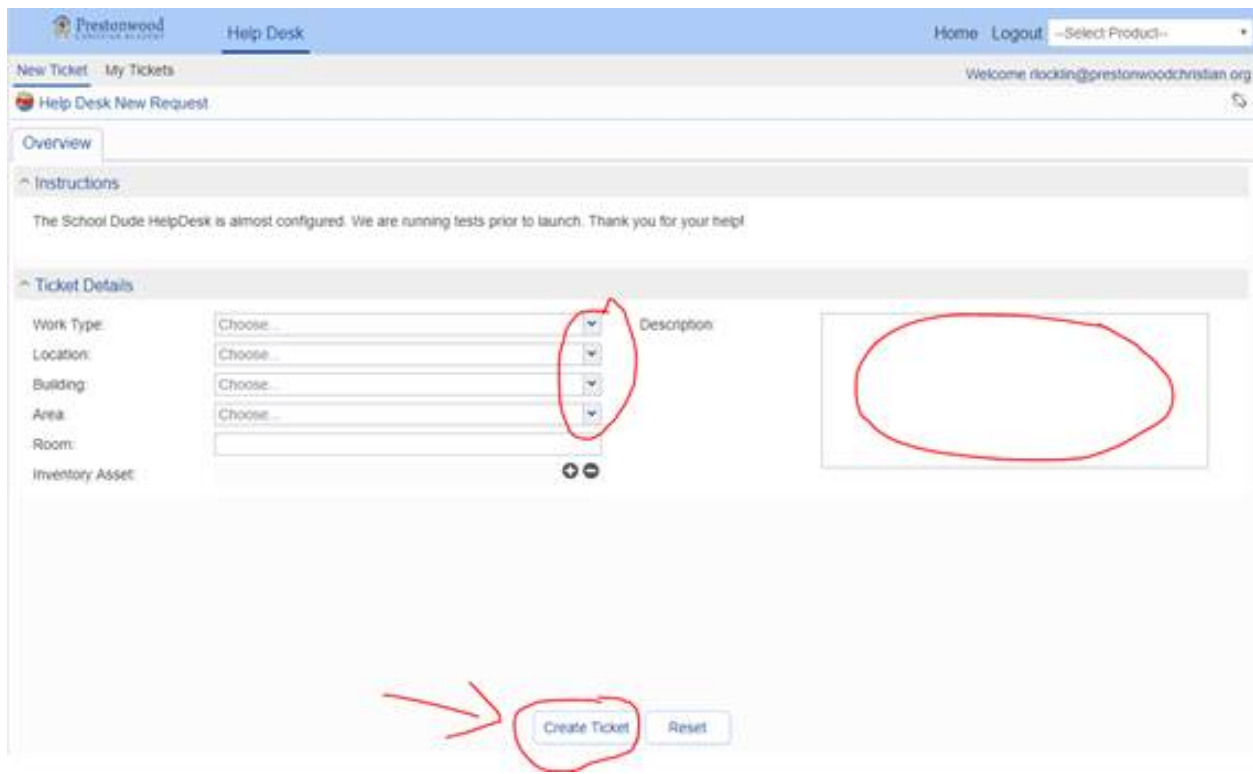 Prestonwood
CHRISTIAN ACADEMY
Help Desk
Home Logout --Select Product--
New Ticket My Tickets
Welcome rlocklin@prestonwoodchristian.org
Help Desk New Request
Overview
Instructions
The School Dude HelpDesk is almost configured. We are running tests prior to launch. Thank you for your help!
Ticket Details
Work Type: Choose... Description:
Location: Choose...
Building: Choose...
Area: Choose...
Room:
Inventory Asset:
Create Ticket Reset